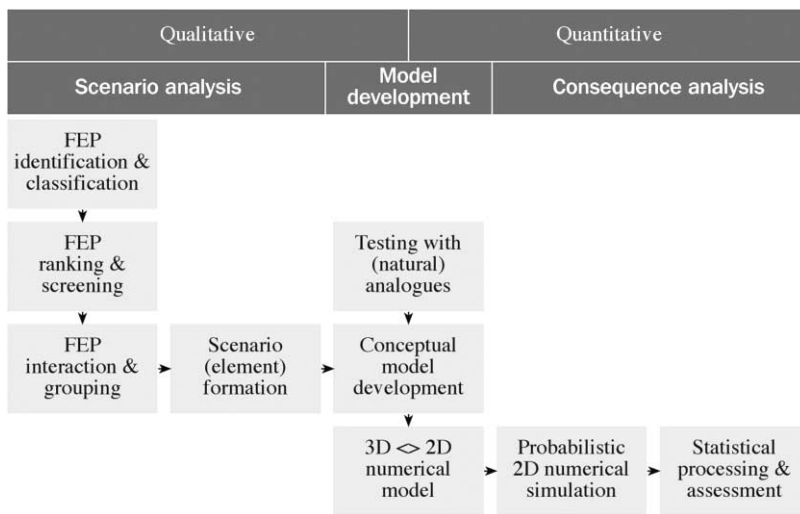 Qualitative
Quantitative
Scenario analysis
Model
development
Consequence analysis
FEP
identification &
classification
FEP
ranking &
screening
Testing with
(natural)
analogues
FEP
interaction &
grouping
Scenario
(element)
formation
Conceptual
model
development
3D <> 2D
numerical
model
Probabilistic
2D numerical
simulation
Statistical
processing &
assessment